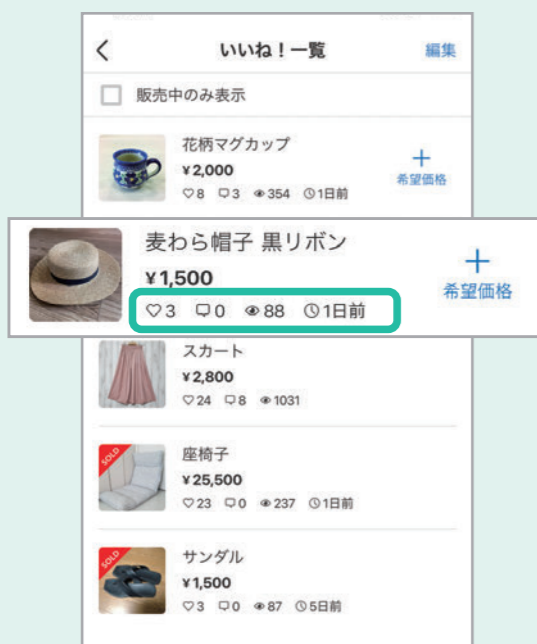 いいね！一覧
編集
販売中のみ表示
花柄マグカップ
¥2,000
8 3 354 1日前
希望価格
麦わら帽子 黒リボン
¥1,500
3 0 88 1日前
希望価格
スカート
¥2,800
24 8 1031
SOLD
座椅子
¥25,500
23 0 237 1日前
SOLD
サンダル
¥1,500
3 0 87 5日前